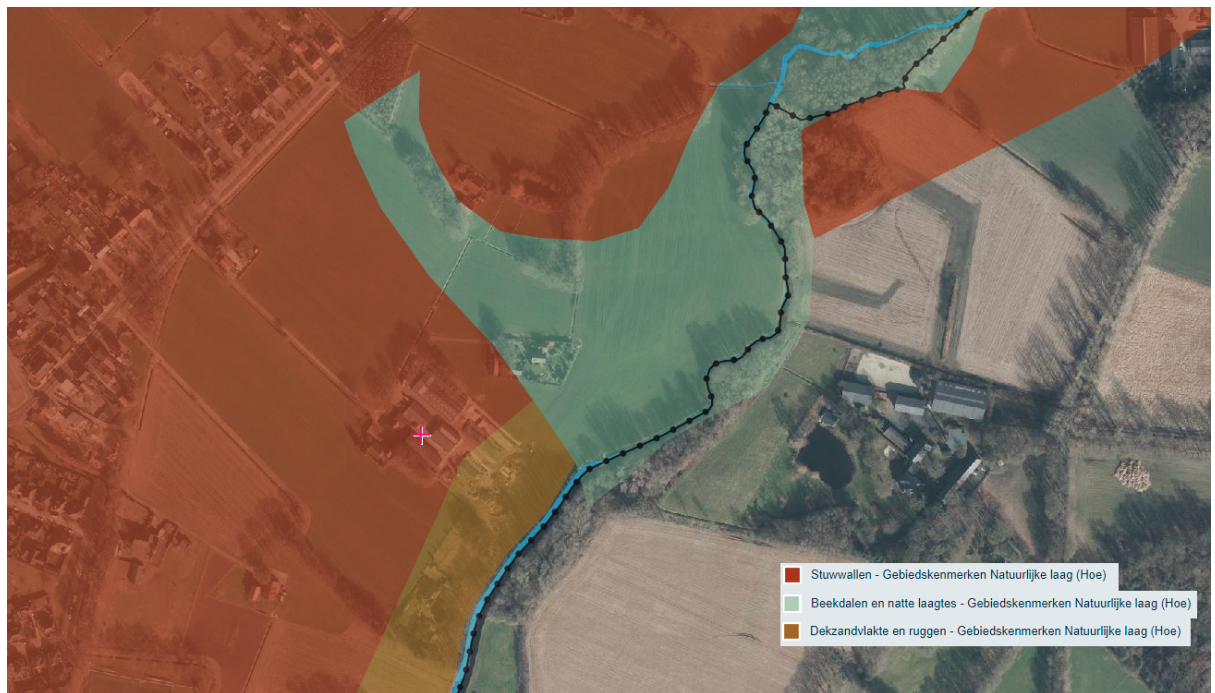 Stuwwallen - Gebiedskenmerken Natuurlijke laag (Hoe)
Beekdalen en natte laagtes - Gebiedskenmerken Natuurlijke laag (Hoe)
Dekzandvlakte en ruggen - Gebiedskenmerken Natuurlijke laag (Hoe)